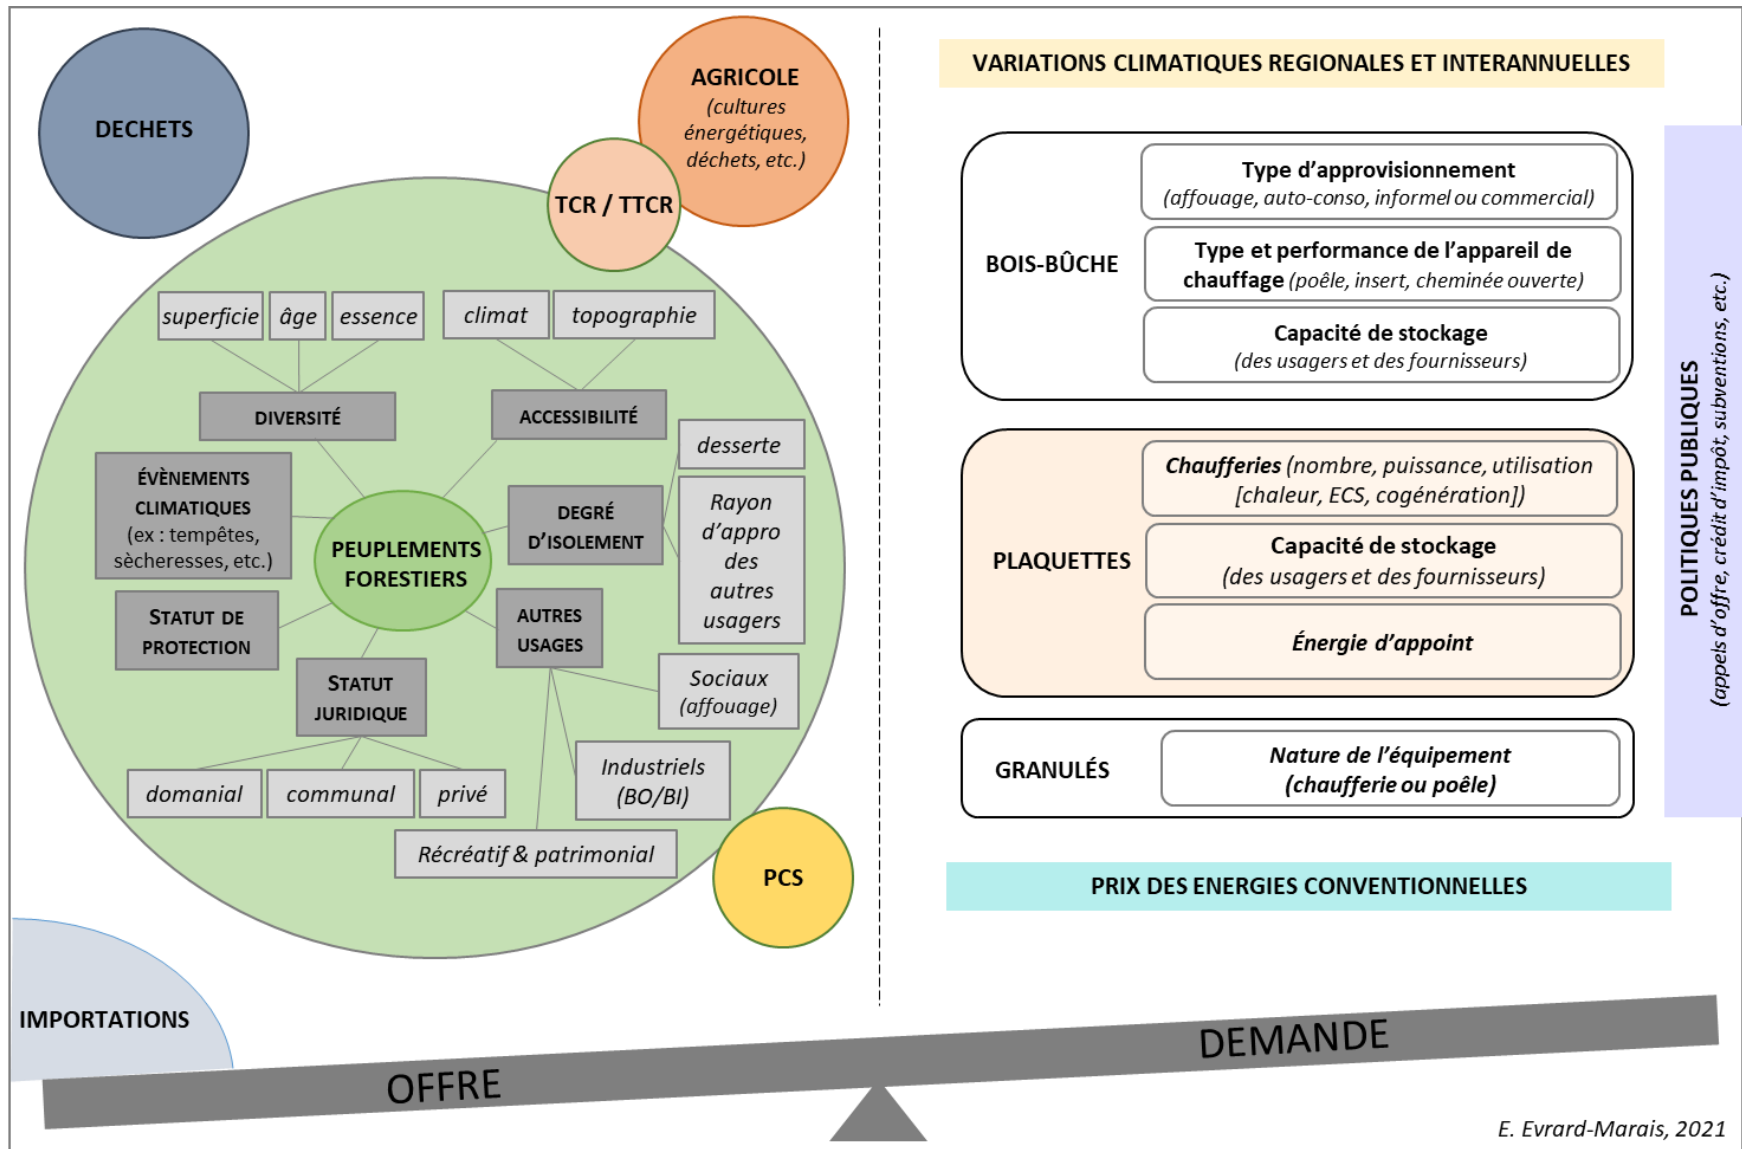 DECHETS
AGRICOLE
(cultures
énergétiques,
déchets, etc.)
TCR / TTCR
superficie
âge
essence
climat
topographie
DIVERSITÉ
ACCESSIBILITÉ
desserte
ÉVÈNEMENTS
CLIMATIQUES
(ex : tempêtes,
sècheresses, etc.)
DEGRÉ
D'ISOLEMENT
Rayon
d'appro
des
autres
usagers
PEUPLEMENTS
FORESTIERS
STATUT DE
PROTECTION
AUTRES
USAGES
STATUT
JURIDIQUE
Sociaux
(affouage)
domanial
communal
privé
Industriels
(BO/BI)
Récréatif & patrimonial
PCS
IMPORTATIONS
VARIATIONS CLIMATIQUES REGIONALES ET INTERANNUELLES
BOIS-BÛCHE
Type d'approvisionnement
(affouage, auto-conso, informel ou commercial)
Type et performance de l'appareil de
chauffage (poêle, insert, cheminée ouverte)
Capacité de stockage
(des usagers et des fournisseurs)
PLAQUETTES
Chaufferies (nombre, puissance, utilisation
[chaleur, ECS, cogénération])
Capacité de stockage
(des usagers et des fournisseurs)
Énergie d'appoint
GRANULÉS
Nature de l'équipement
(chaufferie ou poêle)
POLITIQUES PUBLIQUES
(appels d'offre, crédit d'impôt, subventions, etc.)
PRIX DES ENERGIES CONVENTIONNELLES
OFFRE
DEMANDE
E. Evrard-Marais, 2021